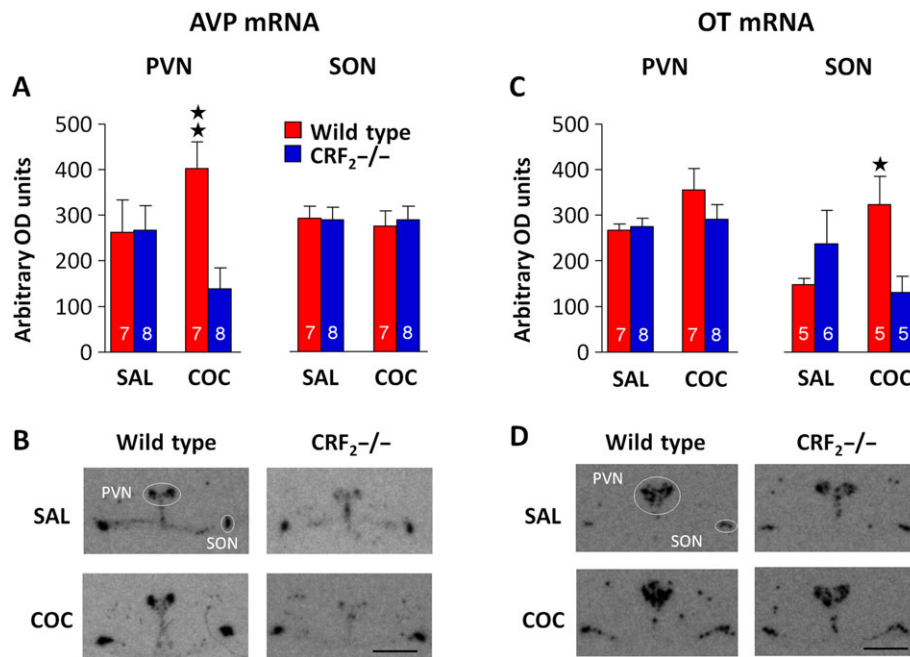 AVP mRNA
OT mRNA
PVN SON
PVN SON
A
C
★
★
Wild type
CRF₂−/−
★
Arbitrary OD units
500
400
300
200
100
0
7 8 7 8 7 8 7 8
SAL COC SAL COC
Arbitrary OD units
500
400
300
200
100
0
7 8 7 8 5 6 5 5
SAL COC SAL COC
B
Wild type CRF₂−/−
SAL
PVN
SON
COC
D
Wild type CRF₂−/−
SAL
PVN
SON
COC